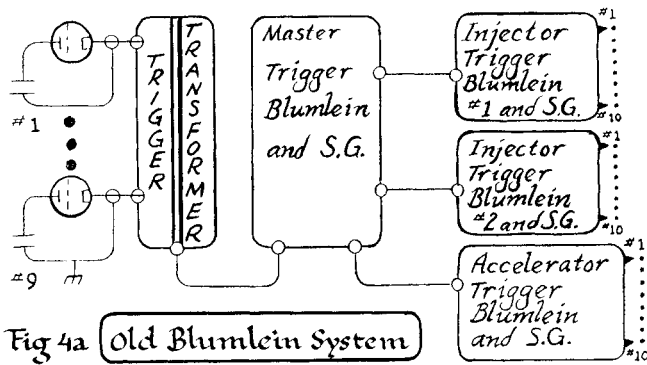 #1
#9
TRIGGER
TRANSFORMER
Master
Trigger
Blumlein
and S.G.
Injector
Trigger
Blumlein
#1 and S.G.
#1
#10
Injector
Trigger
Blumlein
#2 and S.G.
#1
#10
Accelerator
Trigger
Blumlein
and S.G.
#1
#10
Fig 4a Old Blumlein System